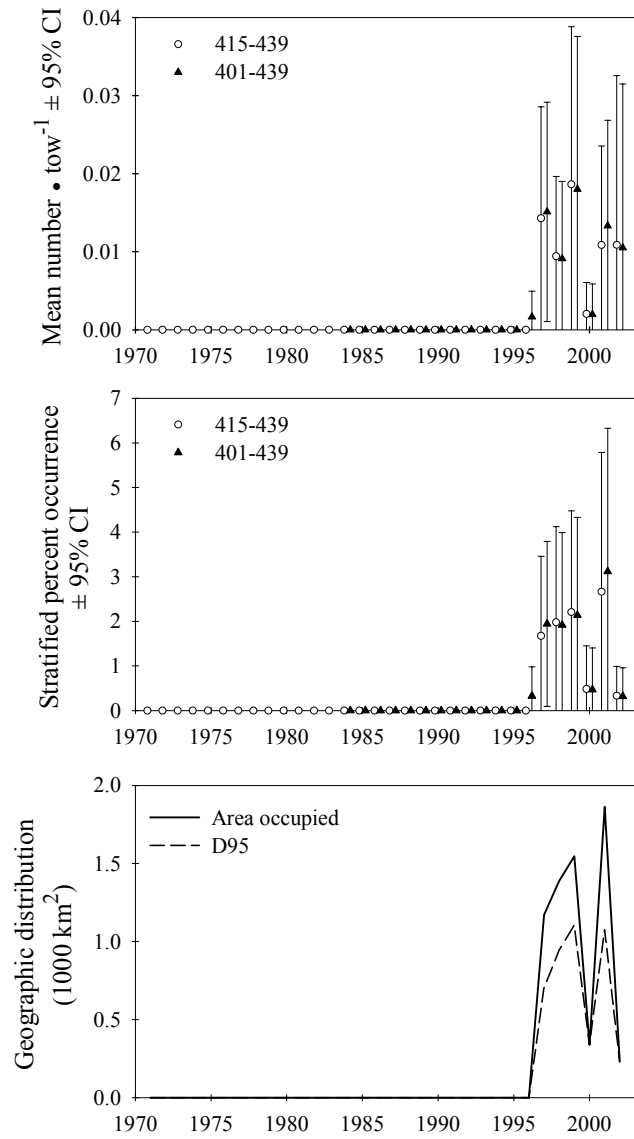 Mean number • tow⁻¹ ± 95% CI
0.04
0.03
0.02
0.01
0.00
415-439
401-439
1970 1975 1980 1985 1990 1995 2000
Stratified percent occurrence
± 95% CI
7
6
5
4
3
2
1
0
415-439
401-439
1970 1975 1980 1985 1990 1995 2000
Geographic distribution
(1000 km²)
2.0
1.5
1.0
0.5
0.0
Area occupied
D95
1970 1975 1980 1985 1990 1995 2000